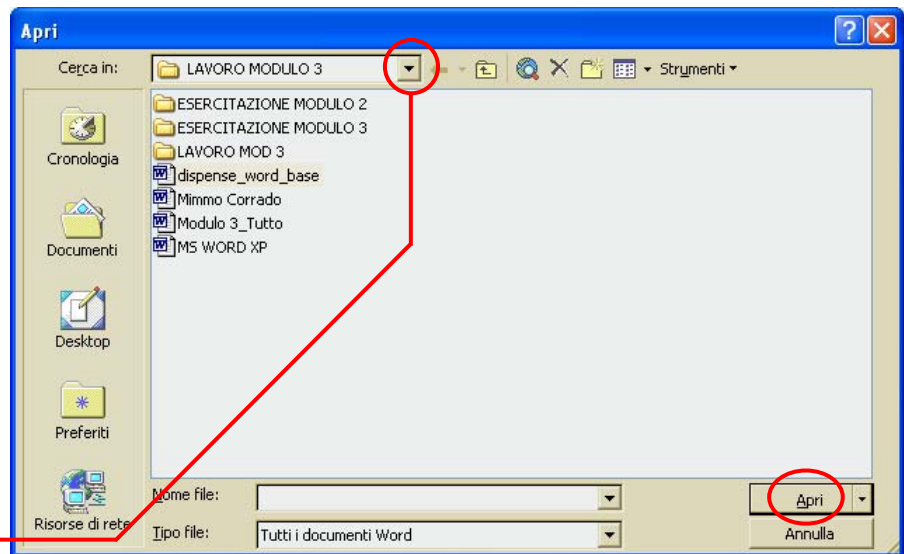 Apri
Cerca in: LAVORO MODULO 3 Strumenti
ESERCITAZIONE MODULO 2
ESERCITAZIONE MODULO 3
LAVORO MOD 3
dispense_word_base
Mimmo Corrado
Modulo 3_Tutto
MS WORD XP
Cronologia
Documenti
Desktop
Preferiti
Risorse di rete
Nome file: Apri
Tipo file: Tutti i documenti Word Annulla